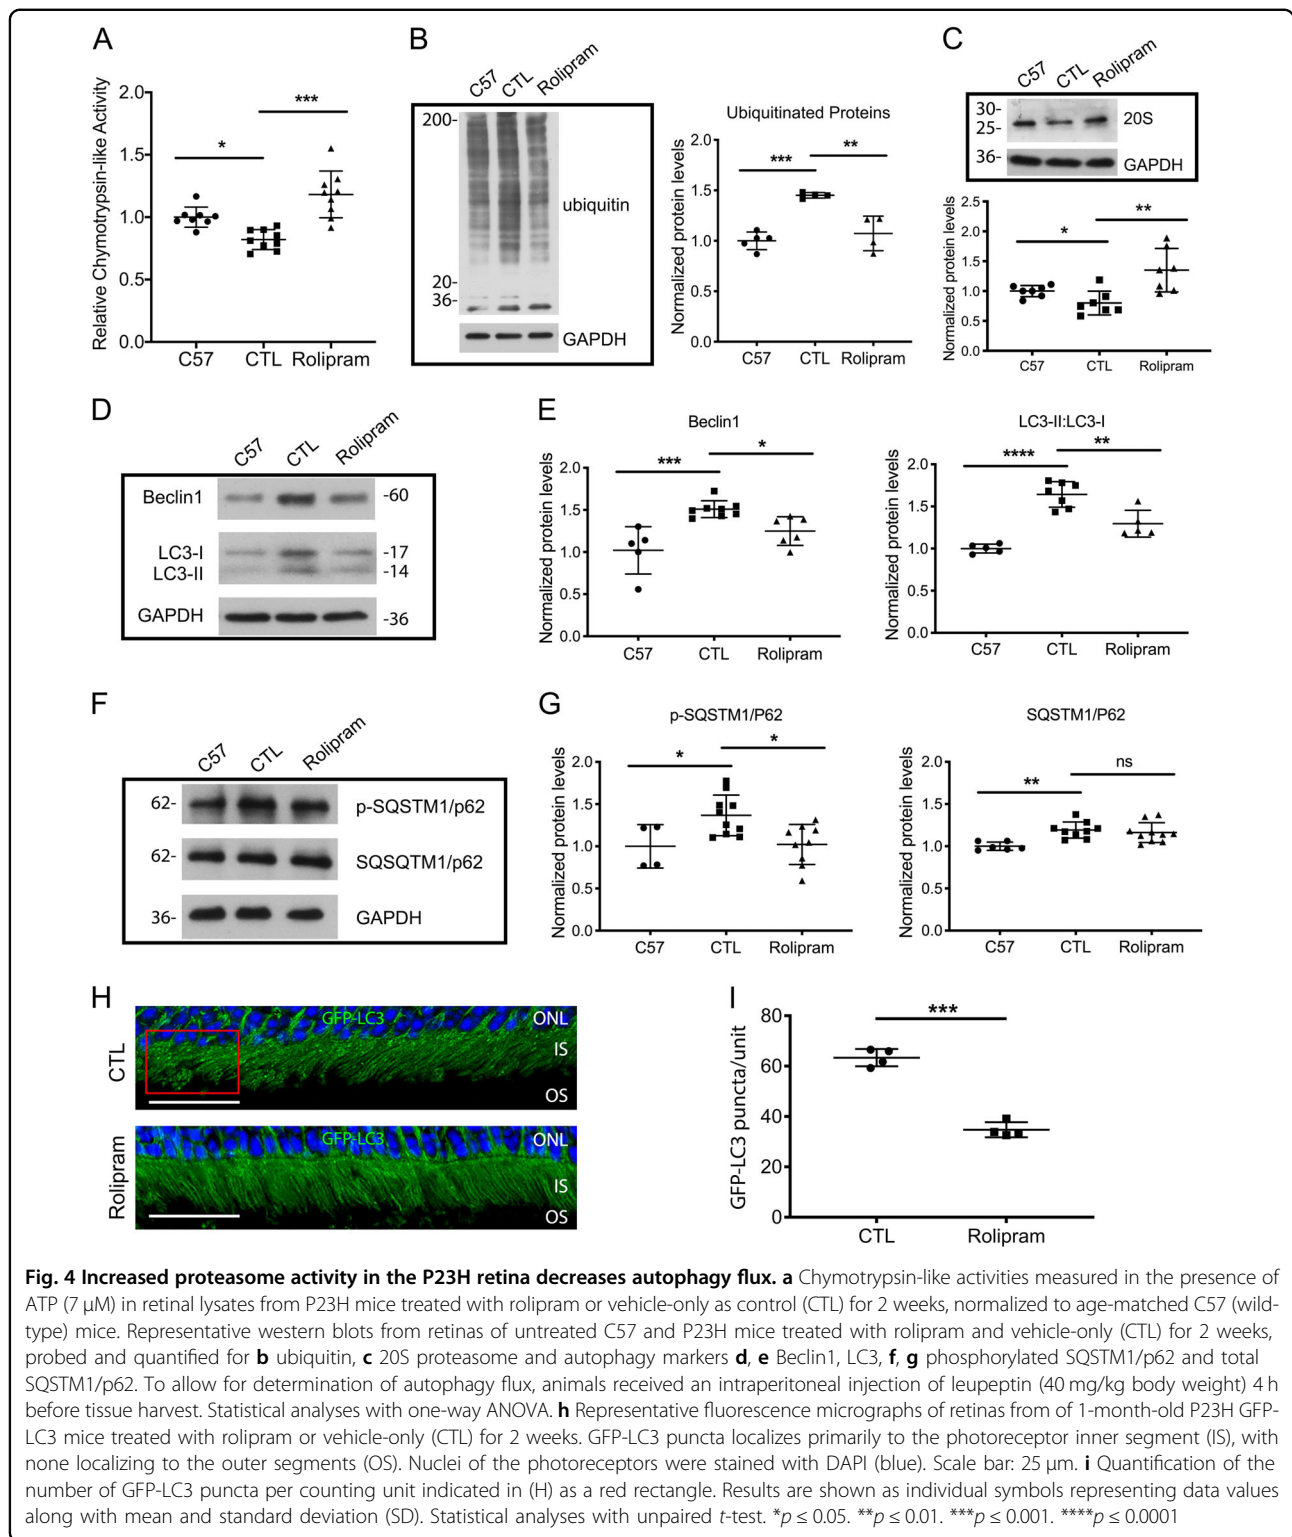 A
Relative Chymotrypsin-like Activity
2.0
1.5
1.0
0.5
0.0
*
***
C57
CTL
Rolipram
B
C57
CTL
Rolipram
200-
20-
36-
ubiquitin
GAPDH
Ubiquitinated Proteins
Normalized protein levels
2.0
1.5
1.0
0.5
0.0
***
**
C57
CTL
Rolipram
C
C57
CTL
Rolipram
30-
25-
36-
20S
GAPDH
Normalized protein levels
2.5
2.0
1.5
1.0
0.5
0.0
*
**
C57
CTL
Rolipram
D
C57
CTL
Rolipram
Beclin1
-60
LC3-I
-17
LC3-II
-14
GAPDH
-36
E
Beclin1
Normalized protein levels
2.0
1.5
1.0
0.5
0.0
***
*
C57
CTL
Rolipram
LC3-II:LC3-I
Normalized protein levels
2.0
1.5
1.0
0.5
0.0
****
**
C57
CTL
Rolipram
F
C57
CTL
Rolipram
62-
p-SQSTM1/p62
62-
SQSQTM1/p62
36-
GAPDH
G
p-SQSTM1/P62
Normalized protein levels
2.0
1.5
1.0
0.5
0.0
*
*
C57
CTL
Rolipram
SQSTM1/P62
Normalized protein levels
2.0
1.5
1.0
0.5
0.0
**
ns
C57
CTL
Rolipram
H
CTL
GFP-LC3
ONL
IS
OS
Rolipram
GFP-LC3
ONL
IS
OS
I
GFP-LC3 puncta/unit
80
60
40
20
0
***
CTL
Rolipram
Fig. 4 Increased proteasome activity in the P23H retina decreases autophagy flux. a Chymotrypsin-like activities measured in the presence of
ATP (7 µM) in retinal lysates from P23H mice treated with rolipram or vehicle-only as control (CTL) for 2 weeks, normalized to age-matched C57 (wild-
type) mice. Representative western blots from retinas of untreated C57 and P23H mice treated with rolipram and vehicle-only (CTL) for 2 weeks,
probed and quantified for b ubiquitin, c 20S proteasome and autophagy markers d, e Beclin1, LC3, f, g phosphorylated SQSTM1/p62 and total
SQSTM1/p62. To allow for determination of autophagy flux, animals received an intraperitoneal injection of leupeptin (40 mg/kg body weight) 4 h
before tissue harvest. Statistical analyses with one-way ANOVA. h Representative fluorescence micrographs of retinas from of 1-month-old P23H GFP-
LC3 mice treated with rolipram or vehicle-only (CTL) for 2 weeks. GFP-LC3 puncta localizes primarily to the photoreceptor inner segment (IS), with
none localizing to the outer segments (OS). Nuclei of the photoreceptors were stained with DAPI (blue). Scale bar: 25 µm. i Quantification of the
number of GFP-LC3 puncta per counting unit indicated in (H) as a red rectangle. Results are shown as individual symbols representing data values
along with mean and standard deviation (SD). Statistical analyses with unpaired t-test. *p ≤ 0.05. **p ≤ 0.01. ***p ≤ 0.001. ****p ≤ 0.0001